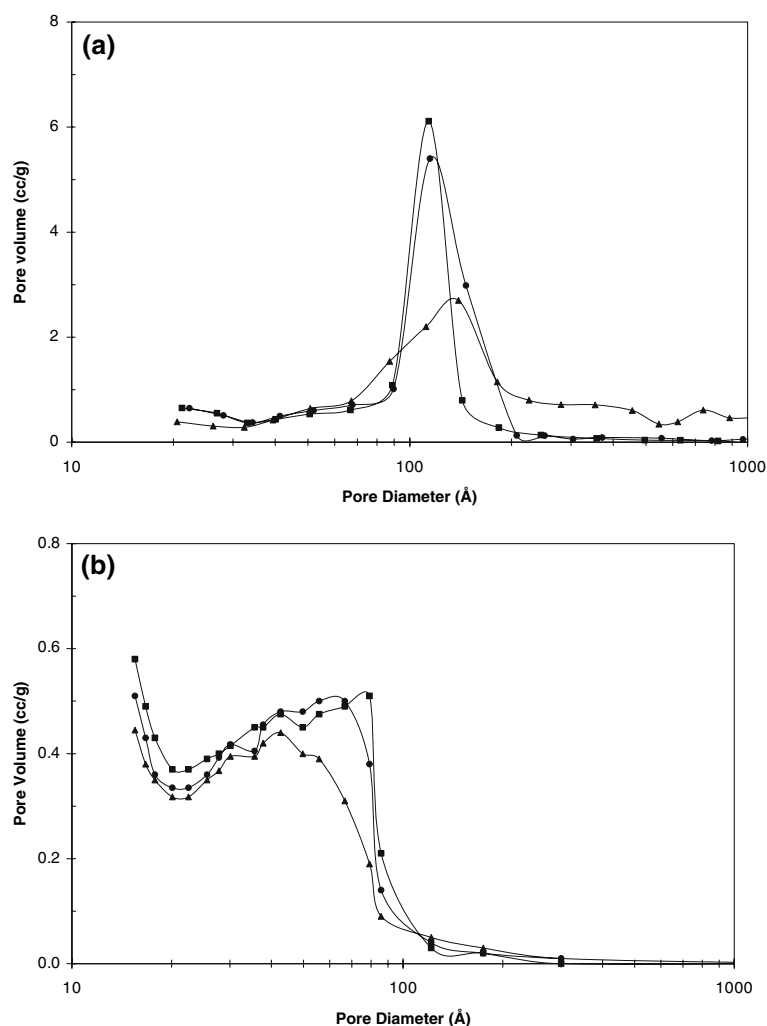 (a)
8
6
4
2
0
Pore volume (cc/g)
10 100 1000
Pore Diameter (Å)
(b)
0.8
0.6
0.4
0.2
0.0
Pore Volume (cc/g)
10 100 1000
Pore Diameter (Å)